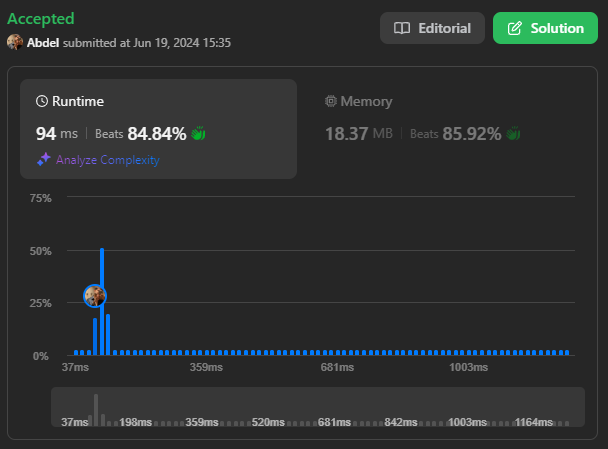 Accepted
Abdel submitted at Jun 19, 2024 15:35
Editorial
Solution
Runtime
94 ms | Beats 84.84%
Analyze Complexity
Memory
18.37 MB | Beats 85.92%
75%
50%
25%
0%
37ms 359ms 681ms 1003ms
37ms 198ms 359ms 520ms 681ms 842ms 1003ms 1164ms